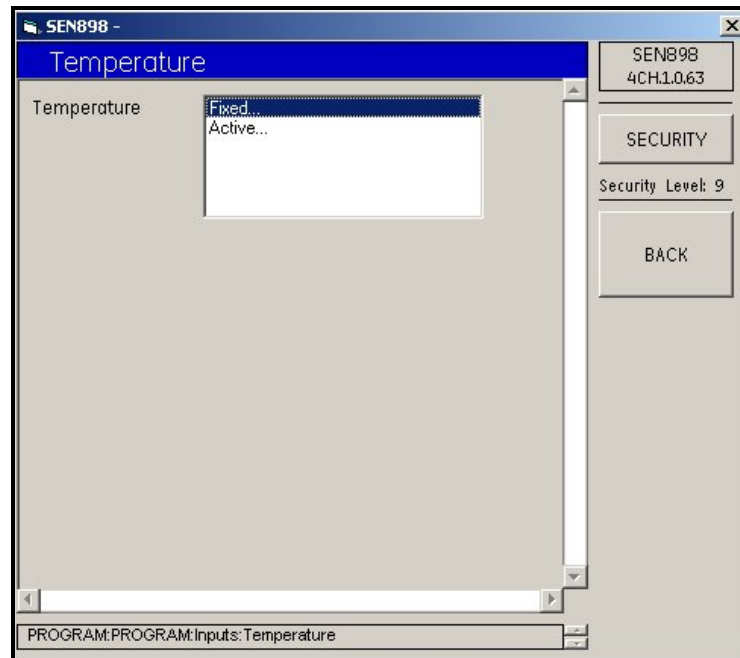 SEN898 -
Temperature
SEN898
4CH.1.0.63
Temperature
Fixed...
Active...
SECURITY
Security Level: 9
BACK
PROGRAM:PROGRAM:Inputs:Temperature